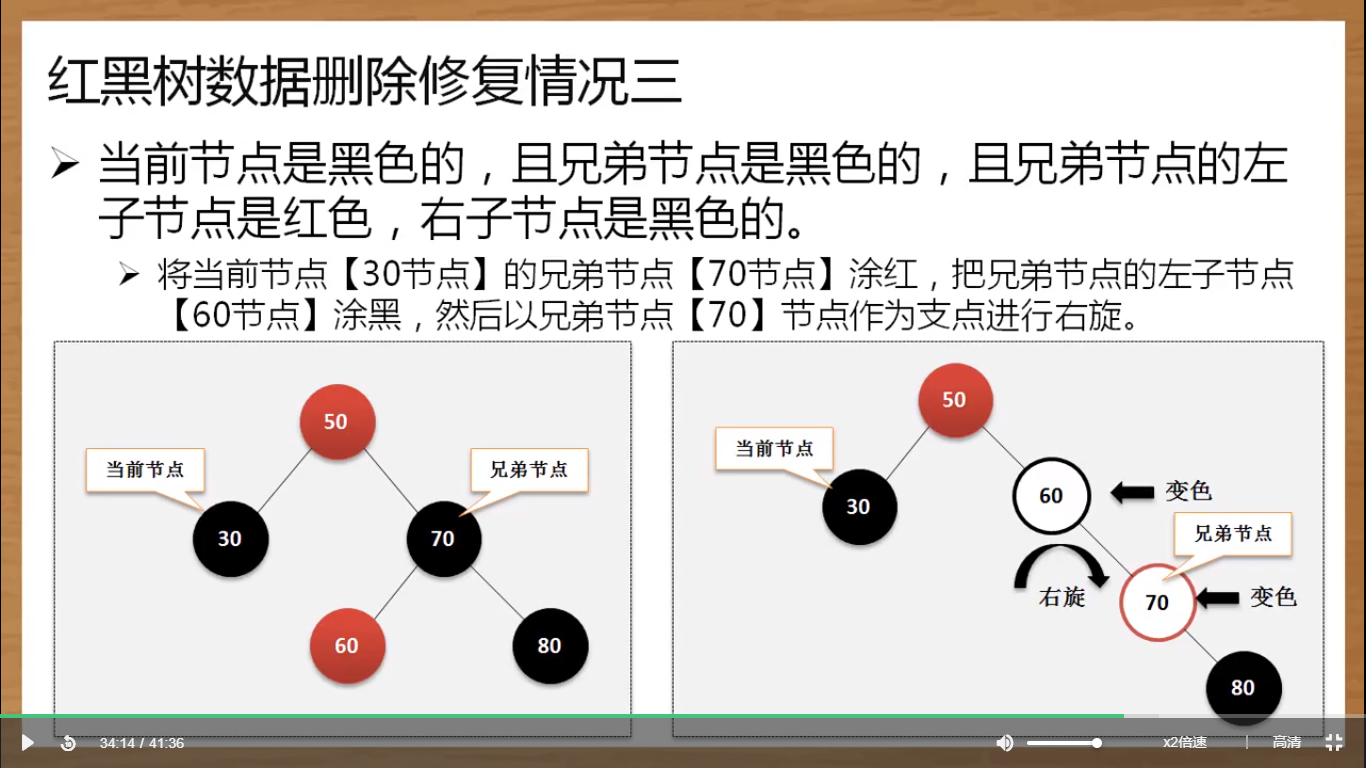 红黑树数据删除修复情况三
当前节点是黑色的，且兄弟节点是黑色的，且兄弟节点的左
子节点是红色，右子节点是黑色的。
将当前节点【30节点】的兄弟节点【70节点】涂红，把兄弟节点的左子节点
【60节点】涂黑，然后以兄弟节点【70】节点作为支点进行右旋。
50
当前节点
兄弟节点
30
70
60
80
50
当前节点
30
60
变色
兄弟节点
右旋
70
变色
80
34:14 / 41:36
x2倍速
高清